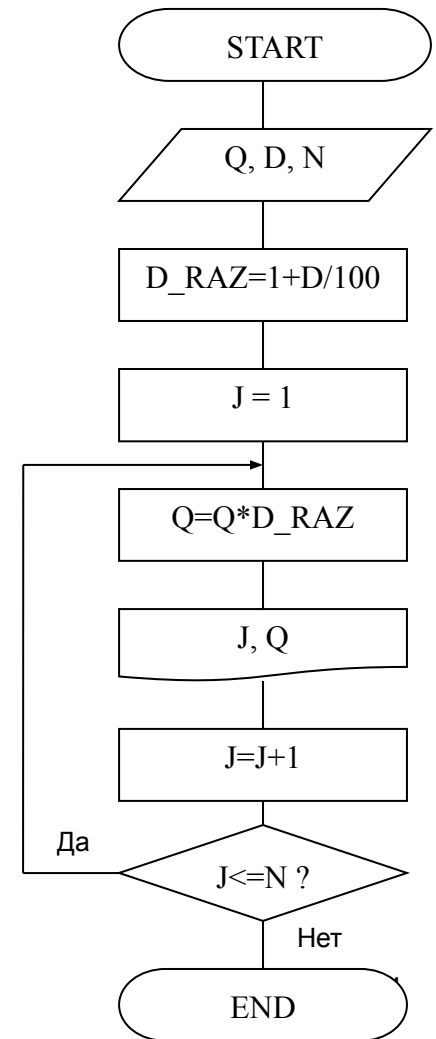 START
Q, D, N
D_RAZ=1+D/100
J = 1
Q=Q*D_RAZ
J, Q
J=J+1
Да
J<=N ?
Нет
END